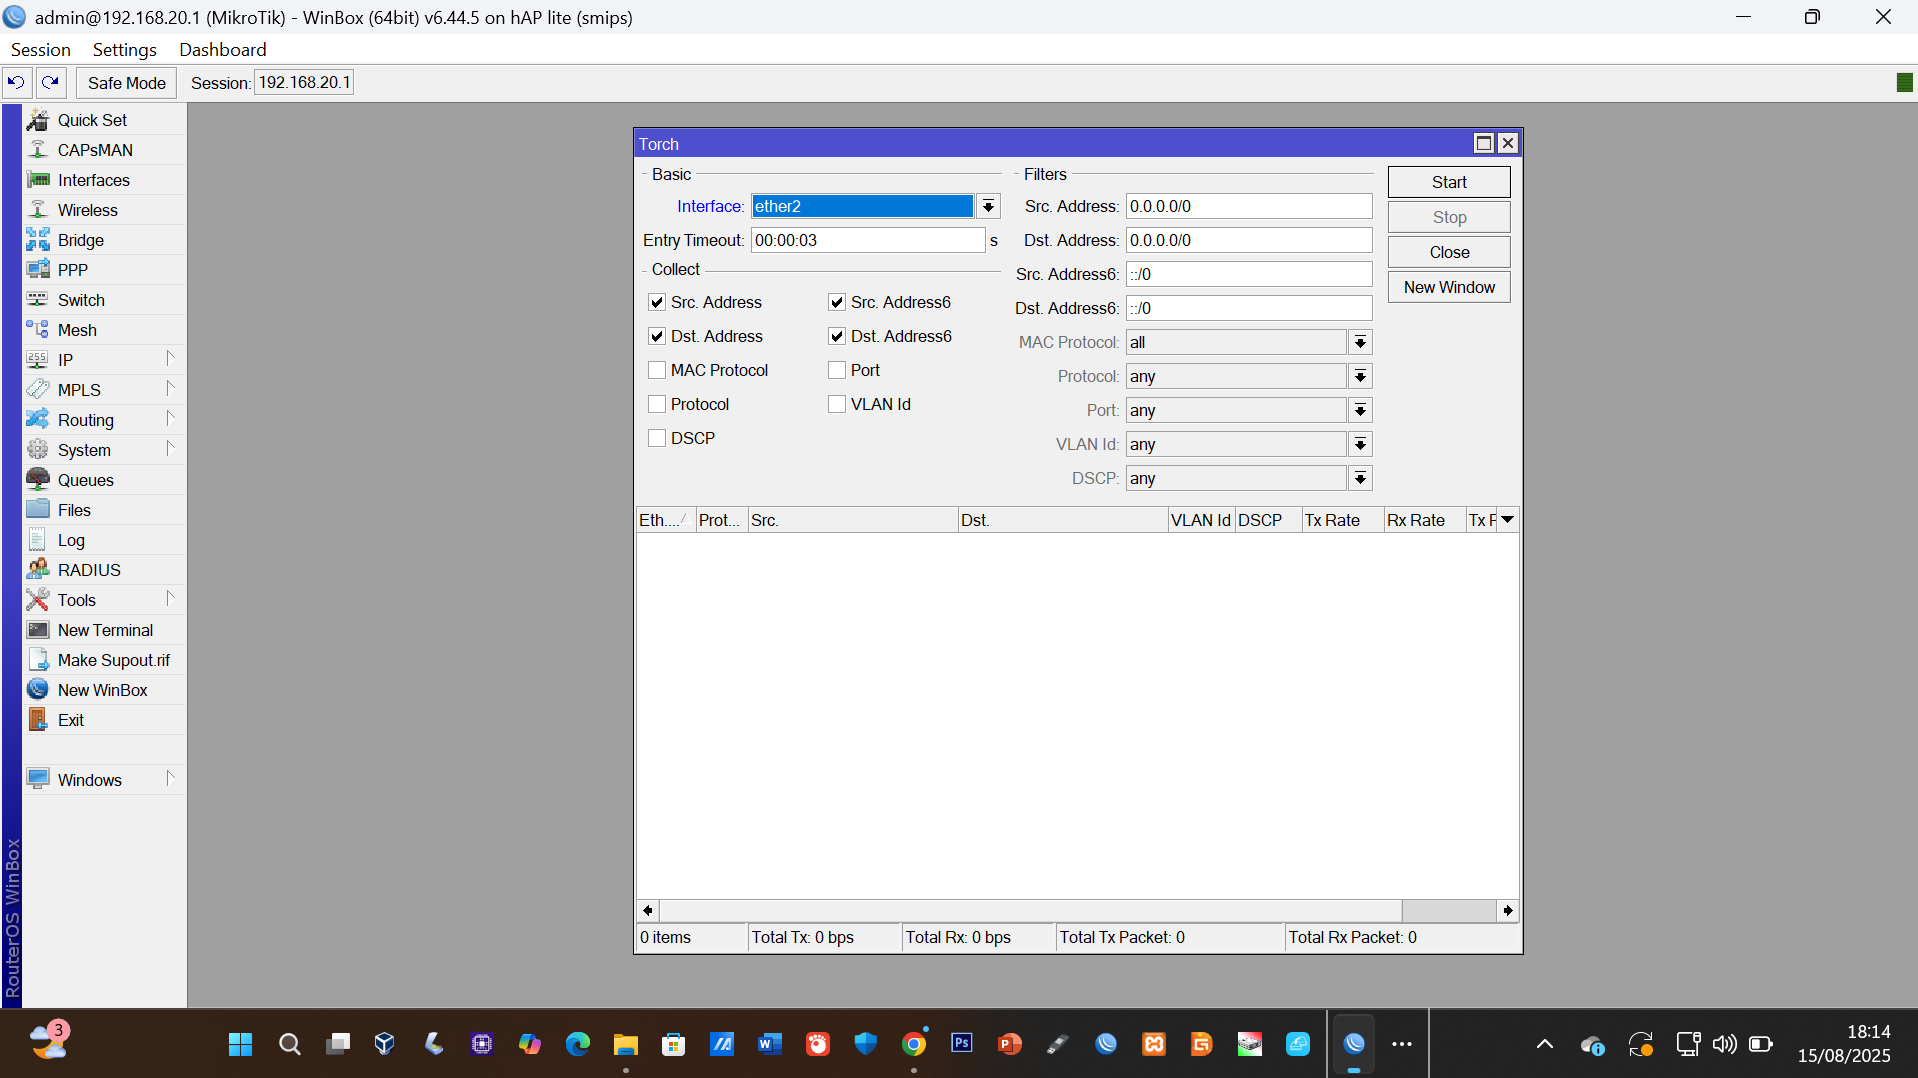 admin@192.168.20.1 (MikroTik) - WinBox (64bit) v6.44.5 on hAP lite (smips)
Session Settings Dashboard
Safe Mode Session: 192.168.20.1
Quick Set
CAPsMAN
Interfaces
Wireless
Bridge
PPP
Switch
Mesh
IP
MPLS
Routing
System
Queues
Files
Log
RADIUS
Tools
New Terminal
Make Supout.rif
New WinBox
Exit
Windows
RouterOS WinBox
Torch
Basic
Interface: ether2
Entry Timeout: 00:00:03 s
Collect
Src. Address Src. Address6
Dst. Address Dst. Address6
MAC Protocol Port
Protocol VLAN Id
DSCP
Filters
Src. Address: 0.0.0.0/0
Dst. Address: 0.0.0.0/0
Src. Address6: ::/0
Dst. Address6: ::/0
MAC Protocol: all
Protocol: any
Port: any
VLAN Id: any
DSCP: any
Start
Stop
Close
New Window
Eth.... Prot... Src. Dst. VLAN Id DSCP Tx Rate Rx Rate Tx F
0 items Total Tx: 0 bps Total Rx: 0 bps Total Tx Packet: 0 Total Rx Packet: 0
3
18:14
15/08/2025